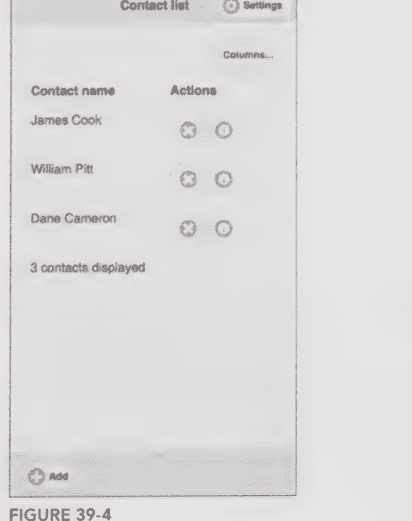 Contact list Settings
Columns...
Contact name Actions
James Cook
William Pitt
Dane Cameron
3 contacts displayed
Add
FIGURE 39-4